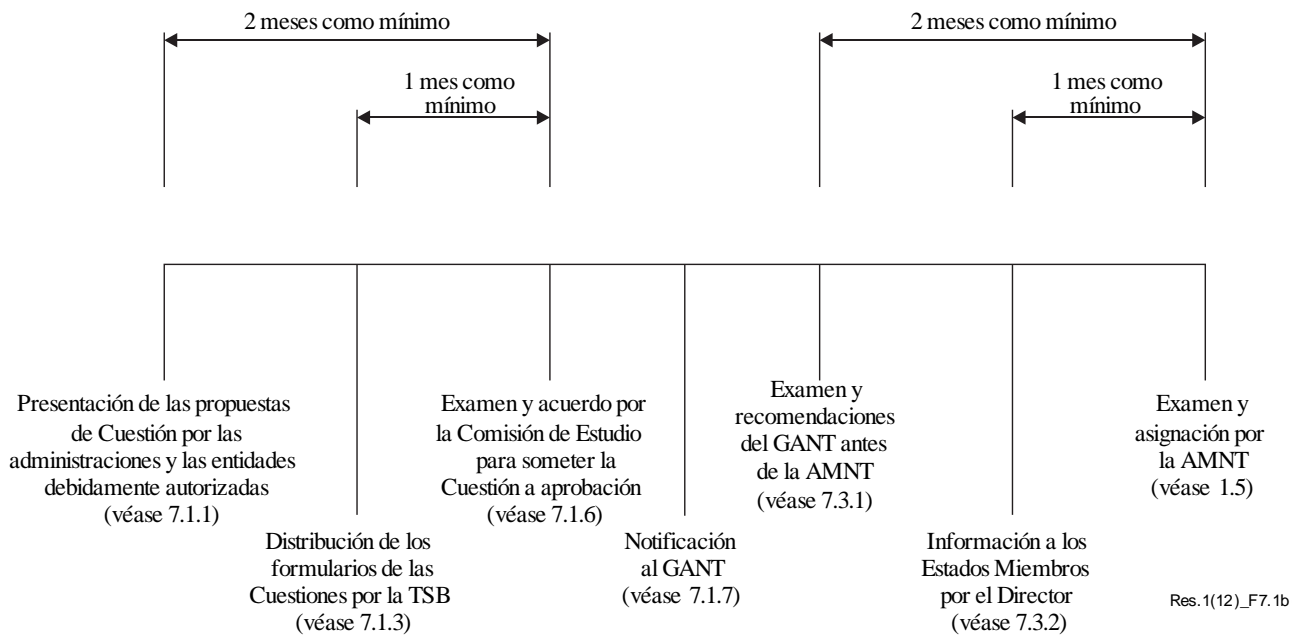 2 meses como mínimo
2 meses como mínimo
1 mes como
mínimo
1 mes como
mínimo
Presentación de las propuestas
de Cuestión por las
administraciones y las entidades
debidamente autorizadas
(véase 7.1.1)
Distribución de los
formularios de las
Cuestiones por la TSB
(véase 7.1.3)
Examen y acuerdo por
la Comisión de Estudio
para someter la
Cuestión a aprobación
(véase 7.1.6)
Notificación
al GANT
(véase 7.1.7)
Examen y
recomendaciones
del GANT antes
de la AMNT
(véase 7.3.1)
Información a los
Estados Miembros
por el Director
(véase 7.3.2)
Examen y
asignación por
la AMNT
(véase 1.5)
Res.1(12)_F7.1b